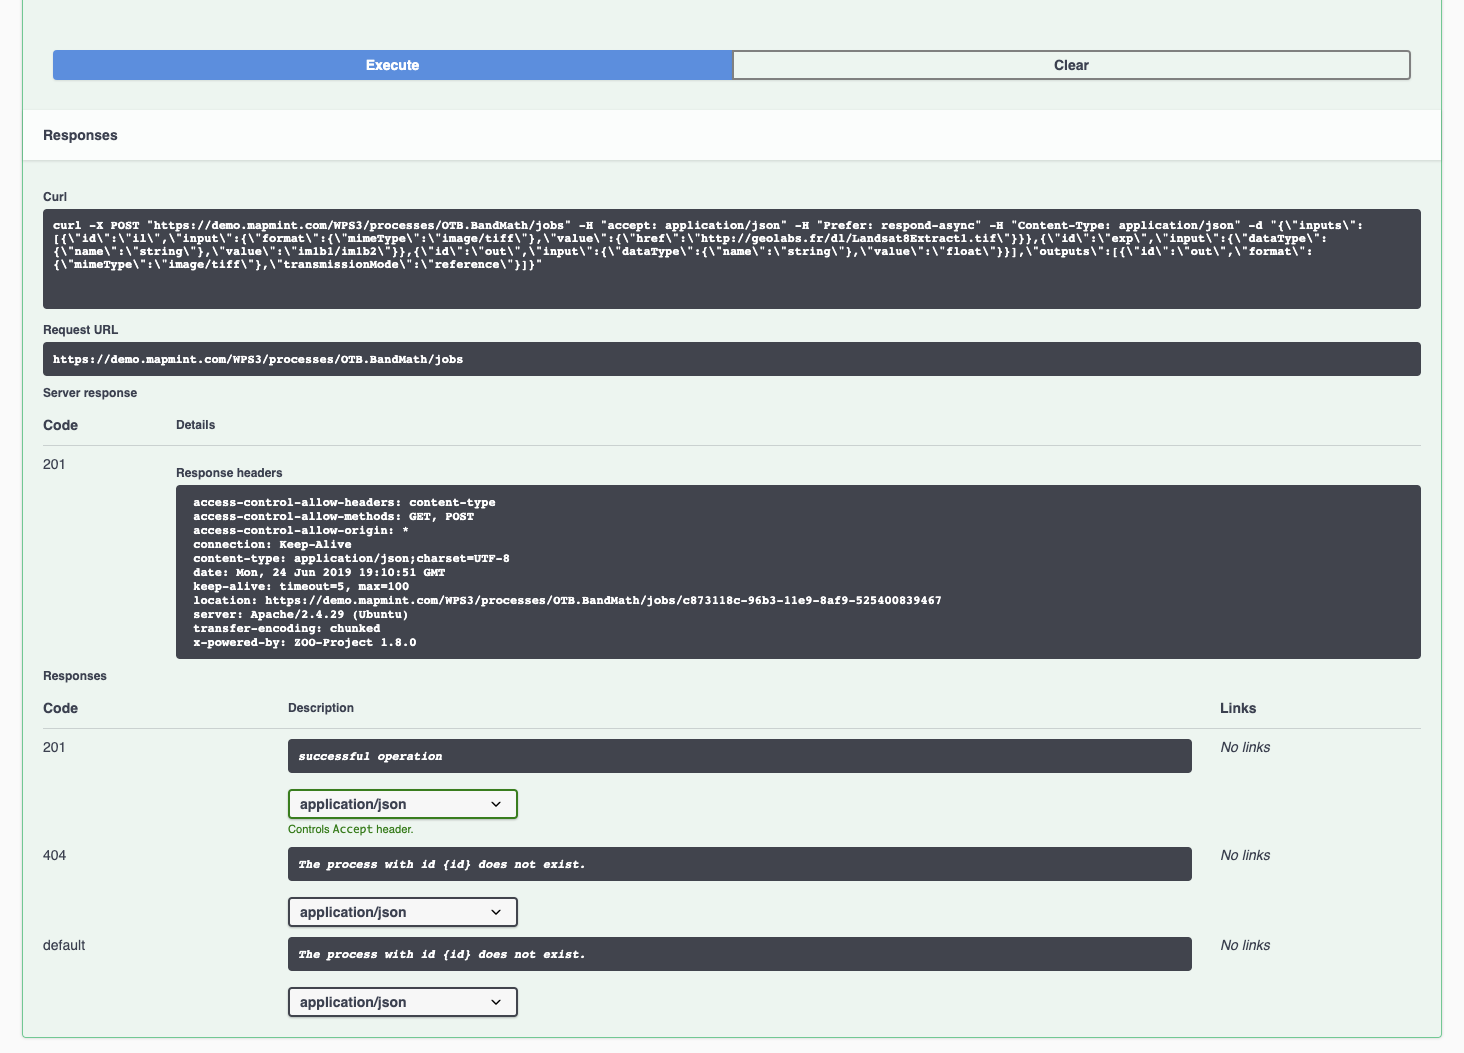 Execute
Clear
Responses
Curl
curl -X POST "https://demo.mapmint.com/WPS3/processes/OTB.BandMath/jobs" -H "accept: application/json" -H "Prefer: respond-async" -H "Content-Type: application/json" -d "{\"inputs\":
[{\"id\":\"il\",\"input\":{\"format\":{\"mimeType\":\"image/tiff\"},\"value\":{\"href\":\"http://geolabs.fr/dl/Landsat8Extract1.tif\"}}},{\"id\":\"exp\",\"input\":{\"dataType\":
{\"name\":\"string\"},\"value\":\"im1b1/im1b2\"}},{\"id\":\"out\",\"input\":{\"dataType\":{\"name\":\"string\"},\"value\":\"float\"}}],\"outputs\":[{\"id\":\"out\",\"format\":
{\"mimeType\":\"image/tiff\"},\"transmissionMode\":\"reference\"}]}"
Request URL
https://demo.mapmint.com/WPS3/processes/OTB.BandMath/jobs
Server response
Code Details
201
Response headers
access-control-allow-headers: content-type
access-control-allow-methods: GET, POST
access-control-allow-origin: *
connection: Keep-Alive
content-type: application/json;charset=UTF-8
date: Mon, 24 Jun 2019 19:10:51 GMT
keep-alive: timeout=5, max=100
location: https://demo.mapmint.com/WPS3/processes/OTB.BandMath/jobs/c873118c-96b3-11e9-8af9-525400839467
server: Apache/2.4.29 (Ubuntu)
transfer-encoding: chunked
x-powered-by: ZOO-Project 1.8.0
Responses
Code Description Links
201 successful operation No links
application/json
Controls Accept header.
404 The process with id {id} does not exist. No links
application/json
default The process with id {id} does not exist. No links
application/json